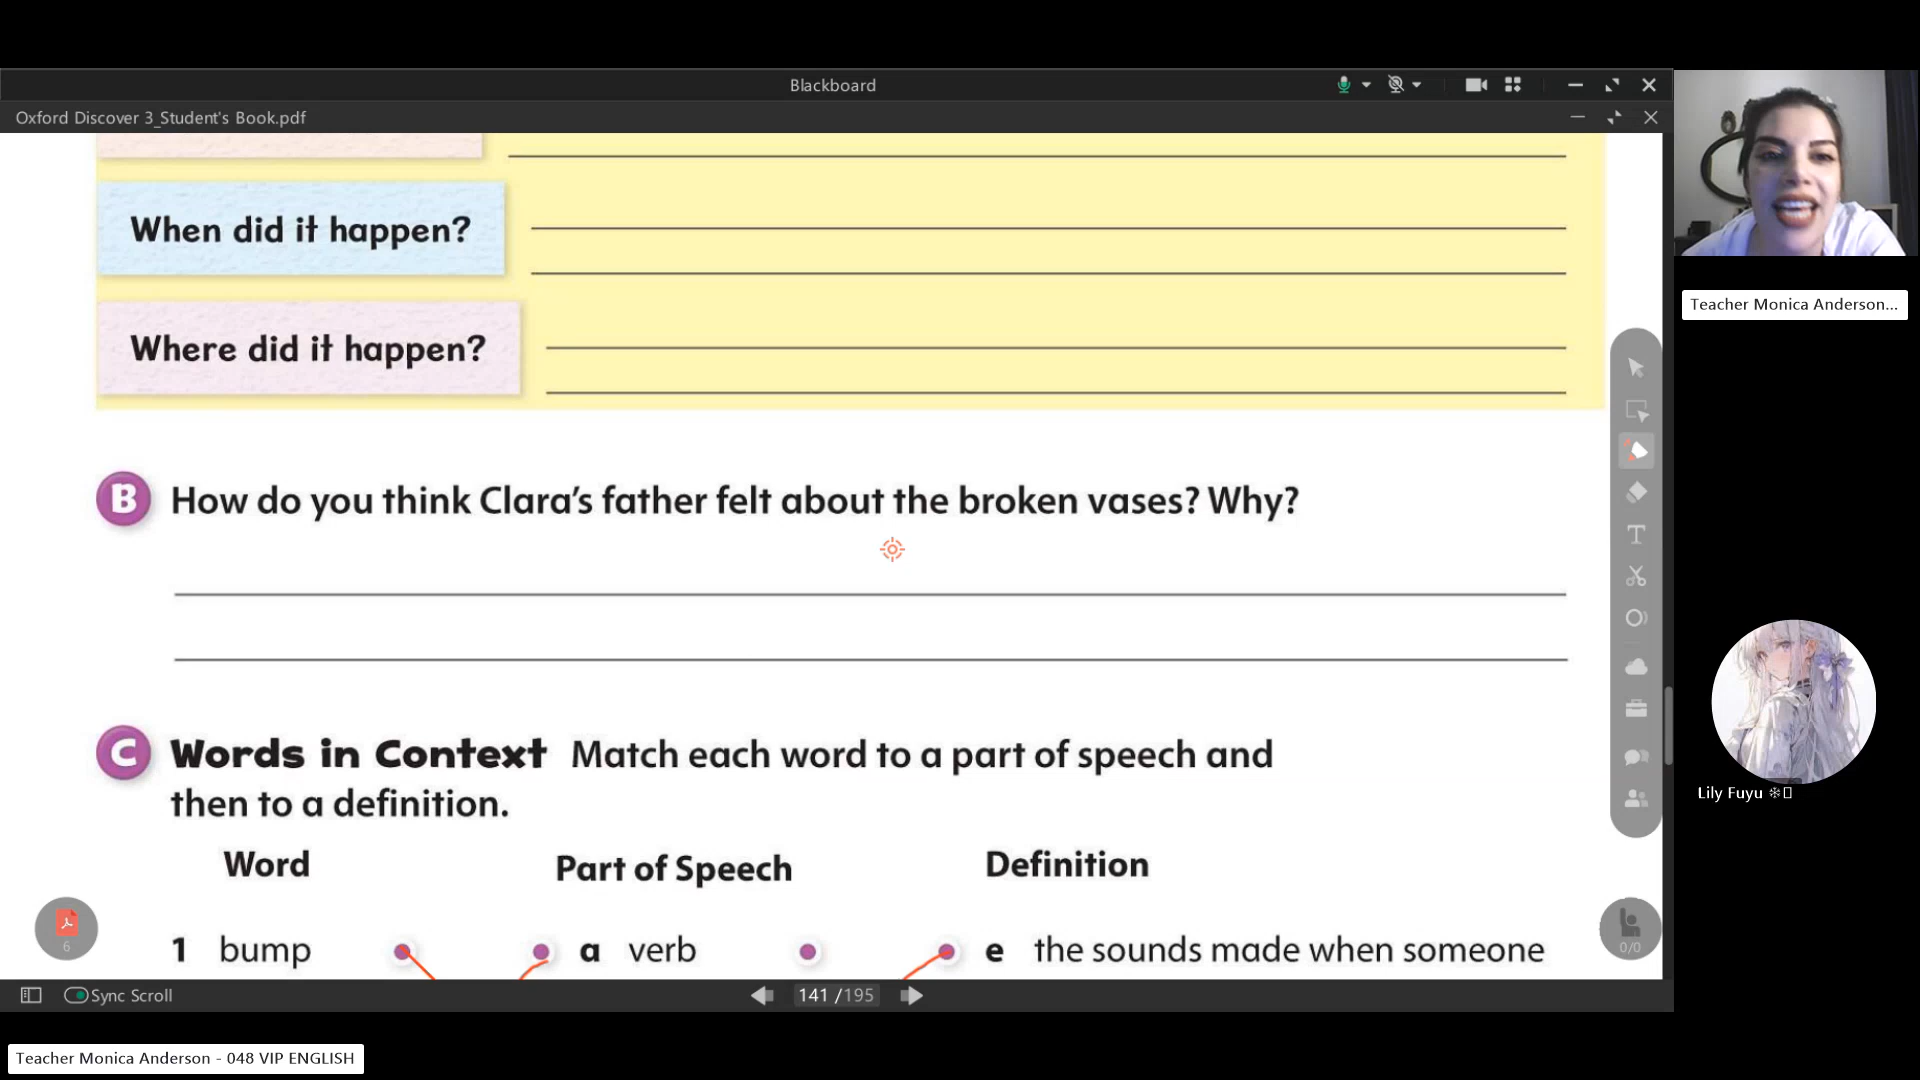 Blackboard
Oxford Discover 3_Student's Book.pdf
When did it happen?
Where did it happen?
B How do you think Clara's father felt about the broken vases? Why?
C Words in Context Match each word to a part of speech and
then to a definition.
Word Part of Speech Definition
1 bump a verb e the sounds made when someone
6
0/0
Sync Scroll
141 /195
Teacher Monica Anderson...
Lily Fuyu ❄
Teacher Monica Anderson - 048 VIP ENGLISH